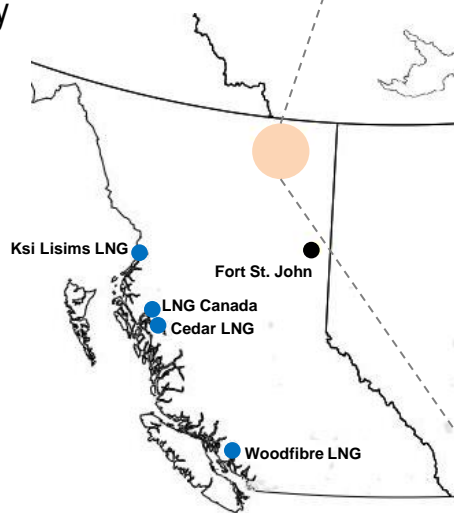 y
Ksi Lisims LNG
Fort St. John
LNG Canada
Cedar LNG
Woodfibre LNG